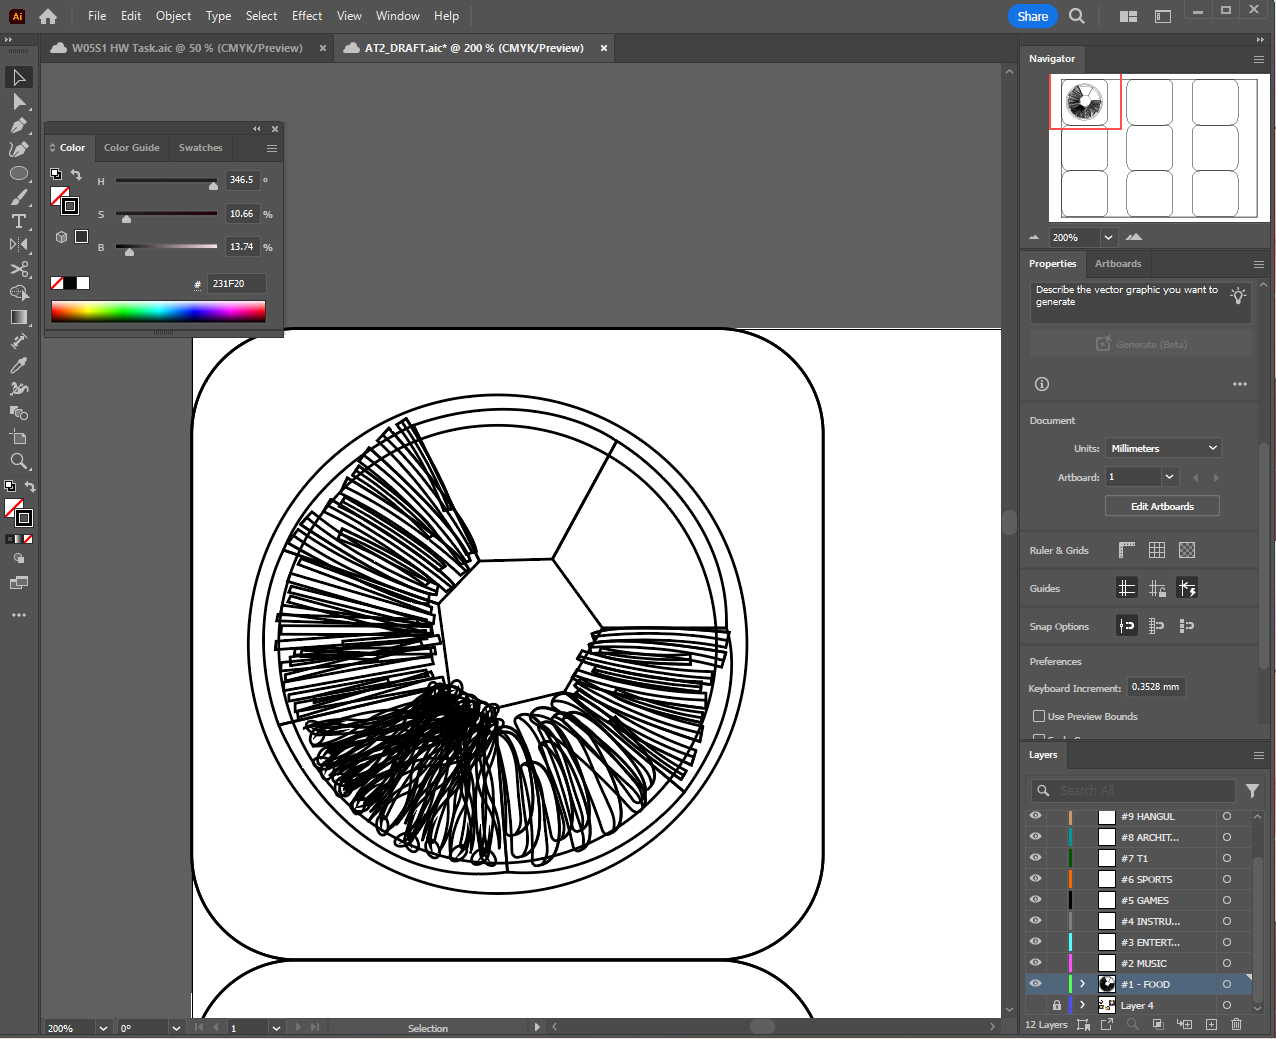 Ai File Edit Object Type Select Effect View Window Help Share
W05S1 HW Task.aic @ 50 % (CMYK/Preview) × AT2_DRAFT.aic* @ 200 % (CMYK/Preview) ×
Navigator
200%
Color Color Guide Swatches
H 346.5 °
S 10.66 %
B 13.74 %
# 231F20
Properties Artboards
Describe the vector graphic you want to
generate
Generate (Beta)
Document
Units: Millimeters
Artboard: 1
Edit Artboards
Ruler & Grids
Guides
Snap Options
Preferences
Keyboard Increment: 0.3528 mm
Use Preview Bounds
Layers
Search All
#9 HANGUL
#8 ARCHIT...
#7 T1
#6 SPORTS
#5 GAMES
#4 INSTRU...
#3 ENTERT...
#2 MUSIC
#1 - FOOD
Layer 4
12 Layers
200% 0° 1 Selection